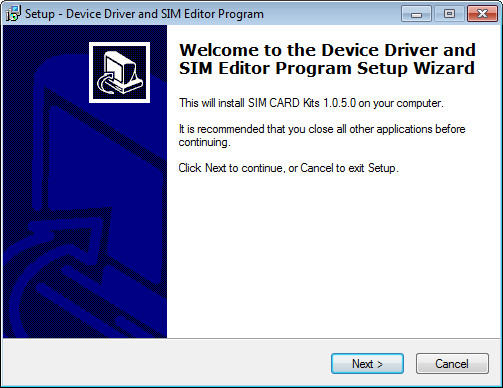 Setup - Device Driver and SIM Editor Program
Welcome to the Device Driver and
SIM Editor Program Setup Wizard
This will install SIM CARD Kits 1.0.5.0 on your computer.
It is recommended that you close all other applications before
continuing.
Click Next to continue, or Cancel to exit Setup.
Next >
Cancel